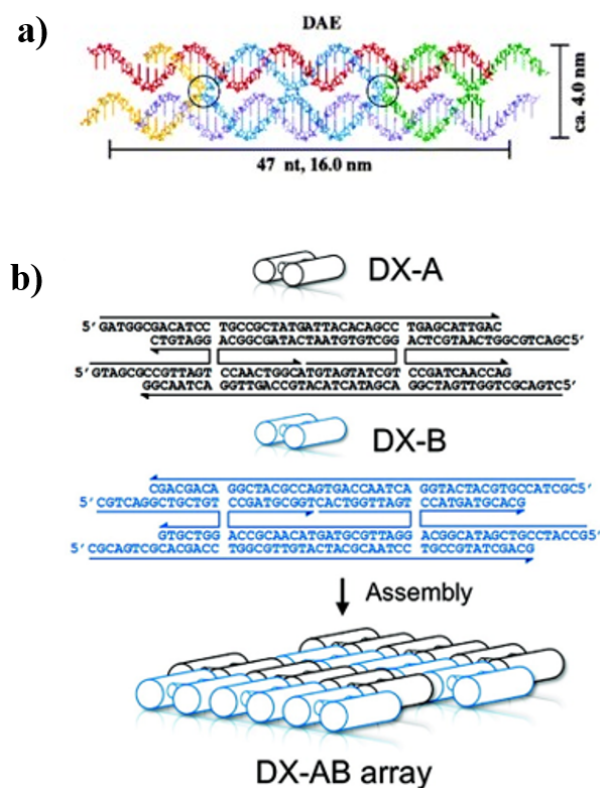 a)
DAE
ca. 4.0 nm
47 nt, 16.0 nm
b)
DX-A
5'GATGGCGACATCC TGCCGCTATGATTACACAGCC TGAGCATTGAC
CTGTAGG ACGGCGATACTAATGTGTCGG ACTCGTAACTGGCGTCAGC5'
5'GTAGCGCCGTTAGT CCAACTGGCATGTAGTATCGT CCGATCAACCAG
GGCAATCA GGTTGACCGTACATCATAGCA GGCTAGTTGGTCGCAGTC5'
DX-B
CGACGACA GGCTACGCCAGTGACCAATCA GGTACTACGTGCCATCGC5'
5'CGTCAGGCTGCTGT CCGATGCGGTCACTGGTTAGT CCATGATGCACG
GTGCTGG ACCGCAACATGATGCGTTAGG ACGGCATAGCTGCCTACCG5'
5'CGCAGTCGCACGACC TGGCGTTGTACTACGCAATCC TGCCGTATCGACG
Assembly
DX-AB array